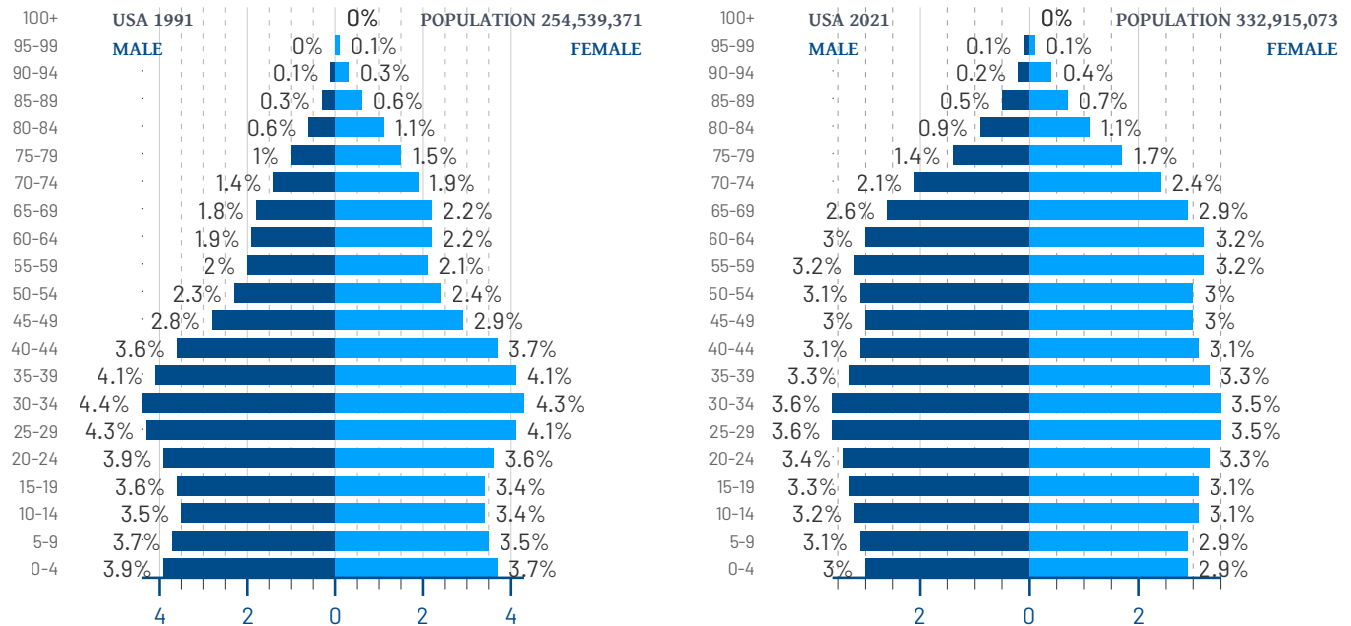 100+ USA 1991 0% POPULATION 254,539,371
95-99 MALE 0% 0.1% FEMALE
90-94 0.1% 0.3%
85-89 0.3% 0.6%
80-84 0.6% 1.1%
75-79 1% 1.5%
70-74 1.4% 1.9%
65-69 1.8% 2.2%
60-64 1.9% 2.2%
55-59 2% 2.1%
50-54 2.3% 2.4%
45-49 2.8% 2.9%
40-44 3.6% 3.7%
35-39 4.1% 4.1%
30-34 4.4% 4.3%
25-29 4.3% 4.1%
20-24 3.9% 3.6%
15-19 3.6% 3.4%
10-14 3.5% 3.4%
5-9 3.7% 3.5%
0-4 3.9% 3.7%
4 2 0 2 4
100+ USA 2021 0% POPULATION 332,915,073
95-99 MALE 0.1% 0.1% FEMALE
90-94 0.2% 0.4%
85-89 0.5% 0.7%
80-84 0.9% 1.1%
75-79 1.4% 1.7%
70-74 2.1% 2.4%
65-69 2.6% 2.9%
60-64 3% 3.2%
55-59 3.2% 3.2%
50-54 3.1% 3%
45-49 3% 3%
40-44 3.1% 3.1%
35-39 3.3% 3.3%
30-34 3.6% 3.5%
25-29 3.6% 3.5%
20-24 3.4% 3.3%
15-19 3.3% 3.1%
10-14 3.2% 3.1%
5-9 3.1% 2.9%
0-4 3% 2.9%
2 0 2